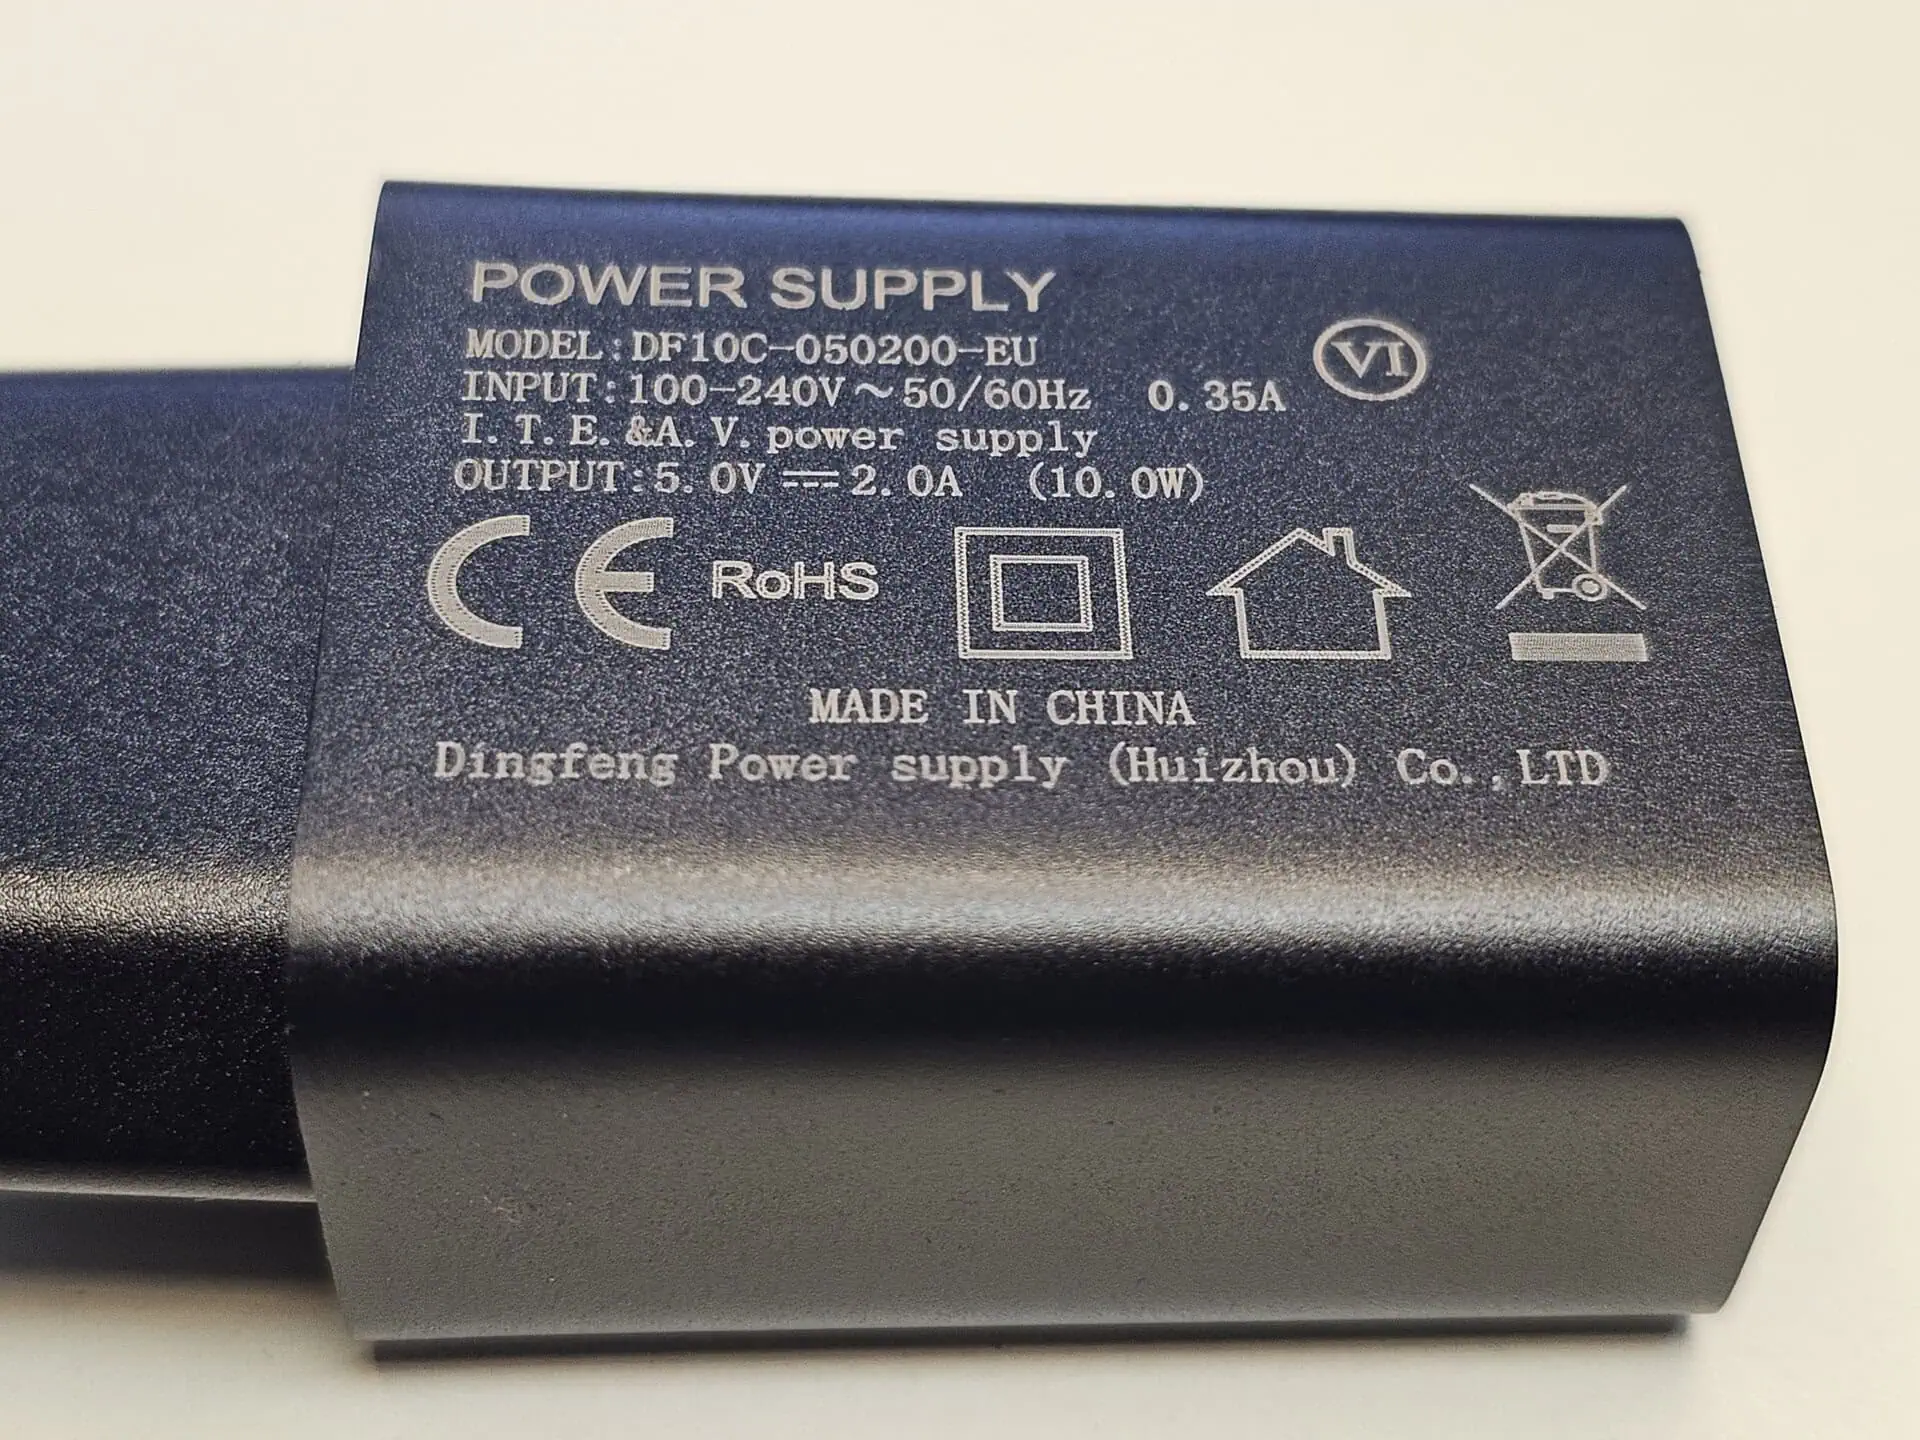 POWER SUPPLY
MODEL:DF10C-050200-EU
INPUT:100-240V~50/60Hz 0.35A
VI
I.T.E.&A.V.power supply
OUTPUT:5.0V⎓2.0A (10.0W)
CE RoHS
MADE IN CHINA
Dingfeng Power supply (Huizhou) Co.,LTD